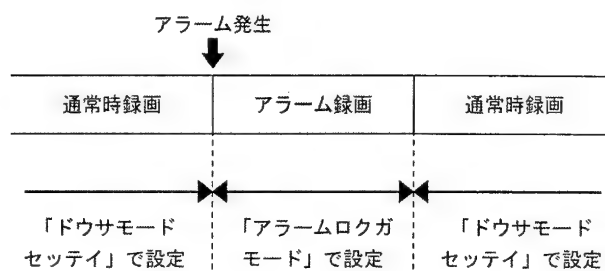 アラーム発生
通常時録画
アラーム録画
通常時録画
「ドウサモード
セッテイ」で設定
「アラームロクガ
モード」で設定
「ドウサモード
セッテイ」で設定